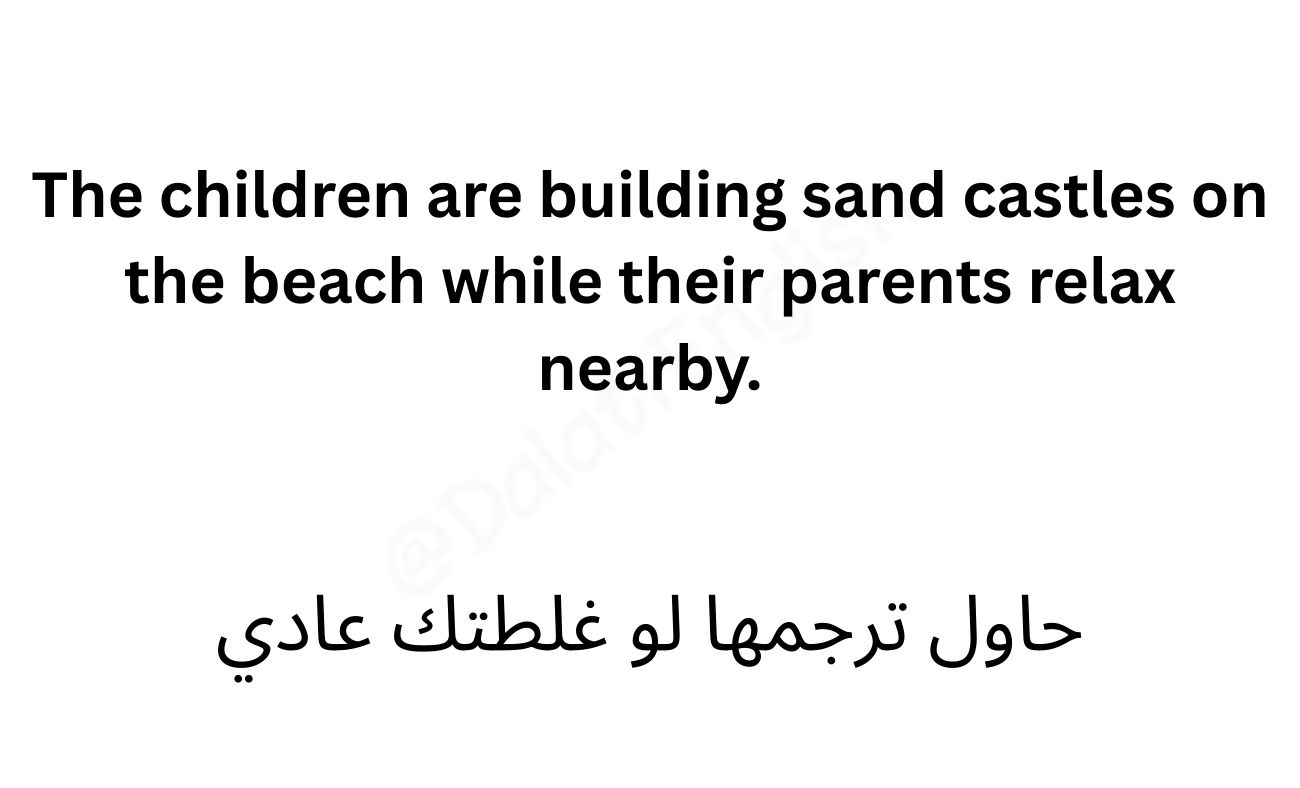 The children are building sand castles on
the beach while their parents relax
nearby.
@DalatEnglish
حاول ترجمها لو غلطتك عادي